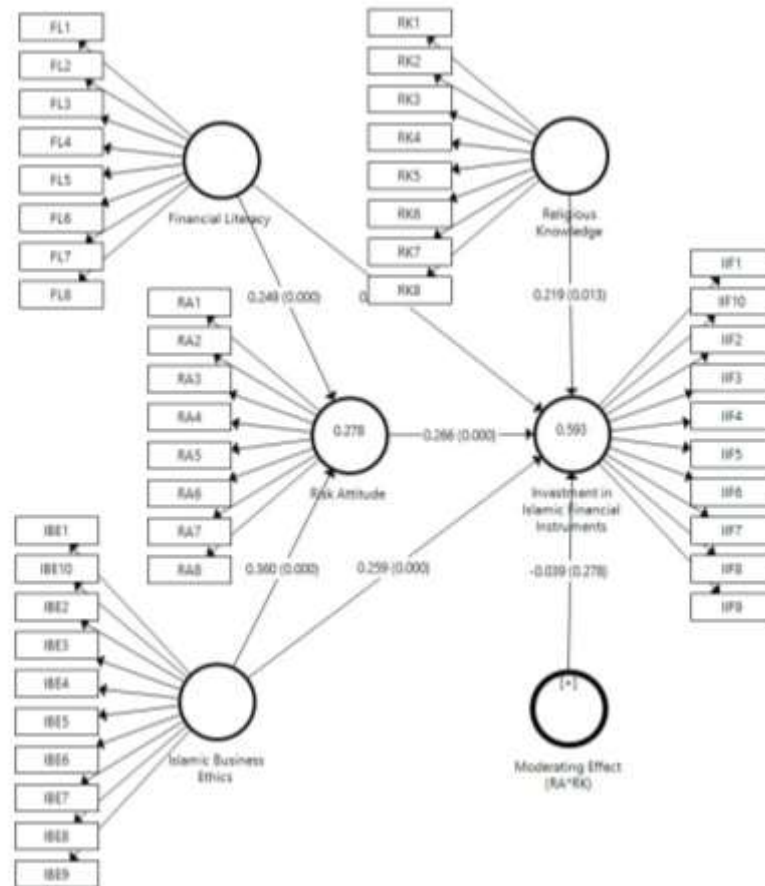 FL1
FL2
FL3
FL4
FL5
FL6
FL7
FL8
Financial Literacy
RK1
RK2
RK3
RK4
RK5
RK6
RK7
RK8
Religious
Knowledge
0.248 (0.000)
0.219 (0.013)
RA1
RA2
RA3
RA4
RA5
RA6
RA7
RA8
0.278
Risk Attitude
0.266 (0.000)
0.593
Investment in
Islamic Financial
Instruments
IIF1
IIF10
IIF2
IIF3
IIF4
IIF5
IIF6
IIF7
IIF8
IIF9
0.360 (0.000)
0.259 (0.000)
-0.039 (0.278)
IBE1
IBE10
IBE2
IBE3
IBE4
IBE5
IBE6
IBE7
IBE8
IBE9
Islamic Business
Ethics
[+]
Moderating Effect
(RA*RK)